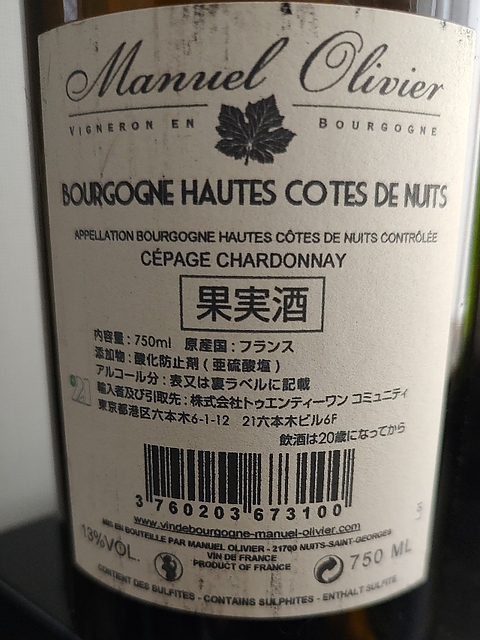 Manuel Olivier
VIGNERON EN BOURGOGNE
BOURGOGNE HAUTES COTES DE NUITS
APPELLATION BOURGOGNE HAUTES CÔTES DE NUITS CONTRÔLÉE
CÉPAGE CHARDONNAY
果実酒
内容量：750ml 原産国：フランス
添加物：酸化防止剤(亜硫酸塩)
アルコール分：表又は裏ラベルに記載
輸入者及び引取先：株式会社トゥエンティーワン コミュニティ
東京都港区六本木6-1-12 21六本木ビル6F
飲酒は20歳になってから
3 760203 673100
www.vindebourgogne-manuel-olivier.com
MIS EN BOUTEILLE PAR MANUEL OLIVIER - 21700 NUITS-SAINT-GEORGES
13%VOL.
VIN DE FRANCE
PRODUCT OF FRANCE
750 ML
CONTIENT DES SULFITES - CONTAINS SULPHITES - ENTHALT SULFITE